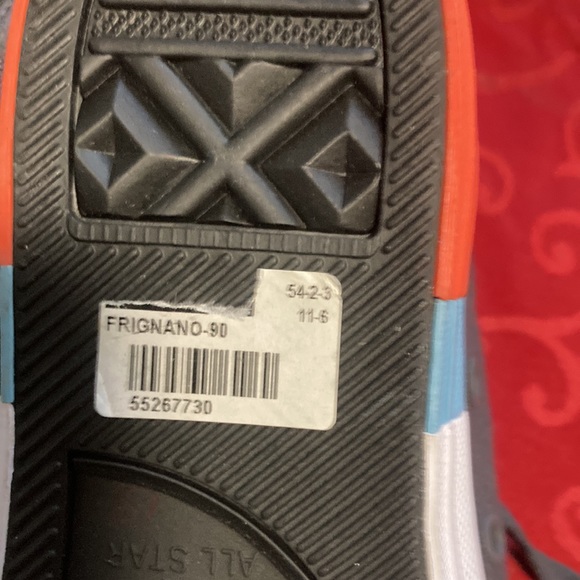 54-2-3
11-6
FRIGNANO-90
55267730
ALL STAR